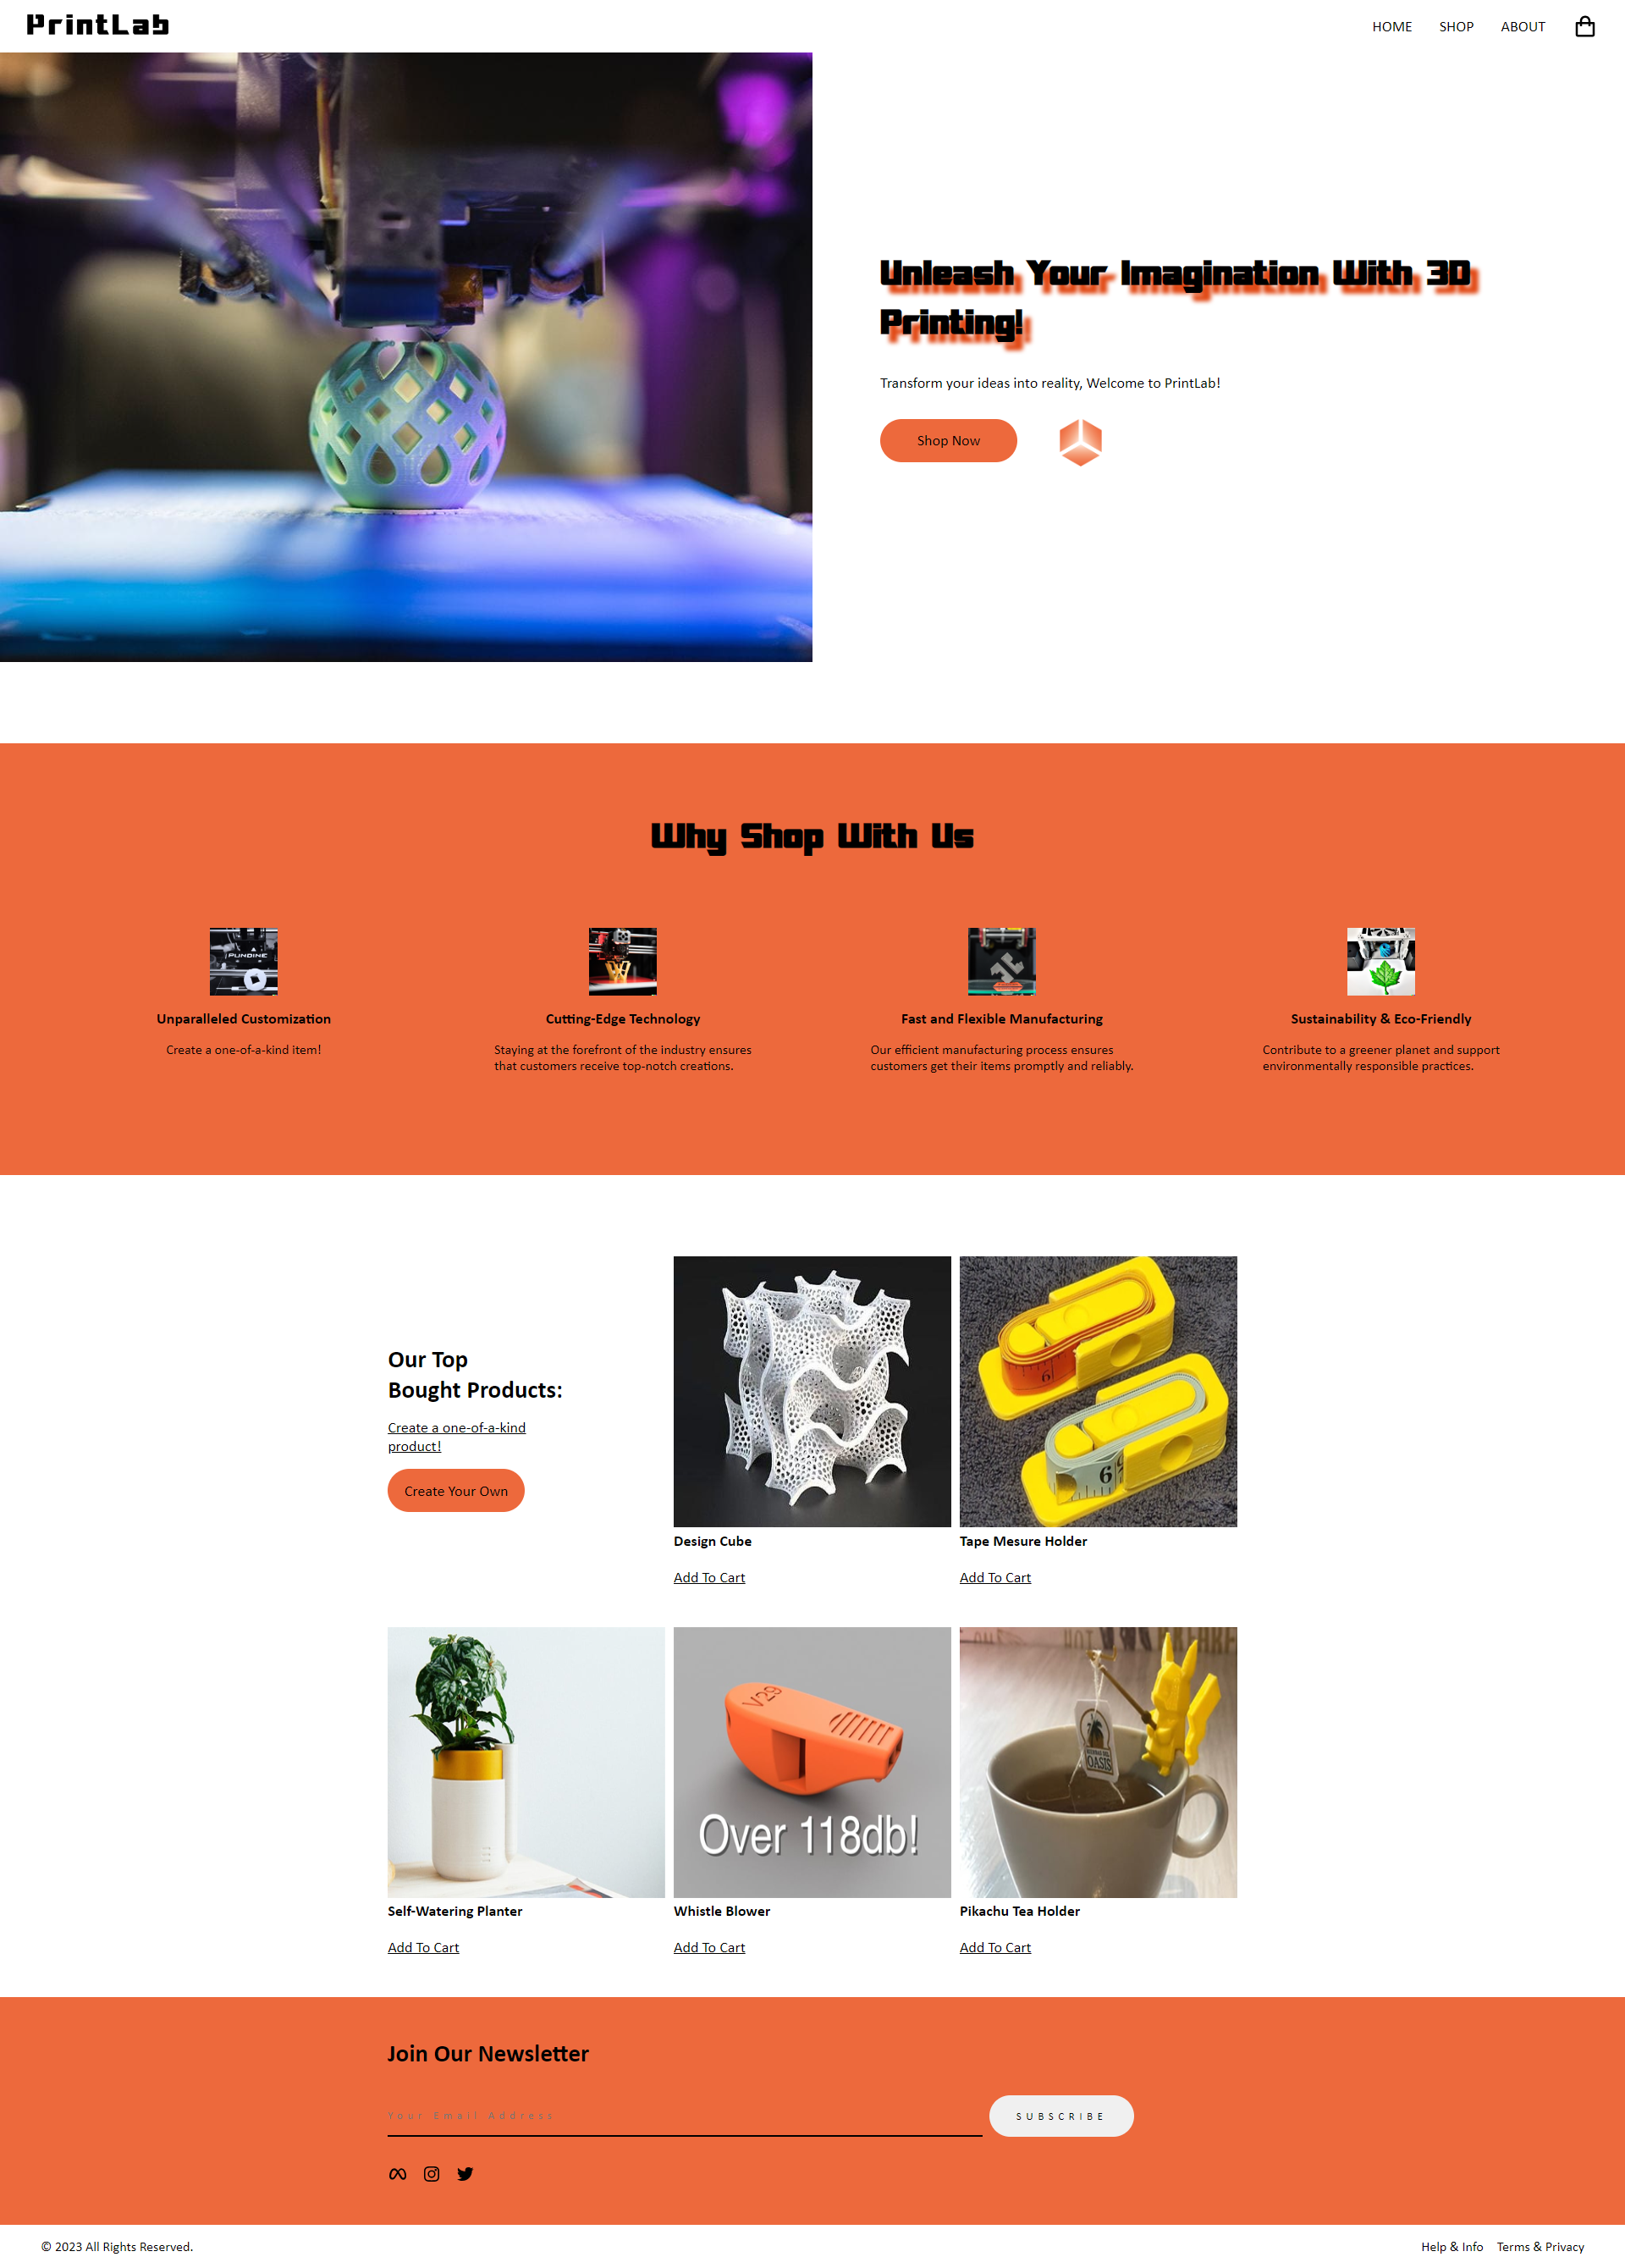 PrintLab
HOME SHOP ABOUT
Unleash Your Imagination With 3D
Printing!
Transform your ideas into reality, Welcome to PrintLab!
Shop Now
Why Shop With Us
Unparalleled Customization
Create a one-of-a-kind item!
Cutting-Edge Technology
Staying at the forefront of the industry ensures
that customers receive top-notch creations.
Fast and Flexible Manufacturing
Our efficient manufacturing process ensures
customers get their items promptly and reliably.
Sustainability & Eco-Friendly
Contribute to a greener planet and support
environmentally responsible practices.
Our Top
Bought Products:
Create a one-of-a-kind
product!
Create Your Own
Design Cube
Add To Cart
6
6
Tape Mesure Holder
Add To Cart
Self-Watering Planter
Add To Cart
V29
Over 118db!
Whistle Blower
Add To Cart
OASIS
Pikachu Tea Holder
Add To Cart
Join Our Newsletter
Your Email Address
SUBSCRIBE
© 2023 All Rights Reserved.
Help & Info Terms & Privacy